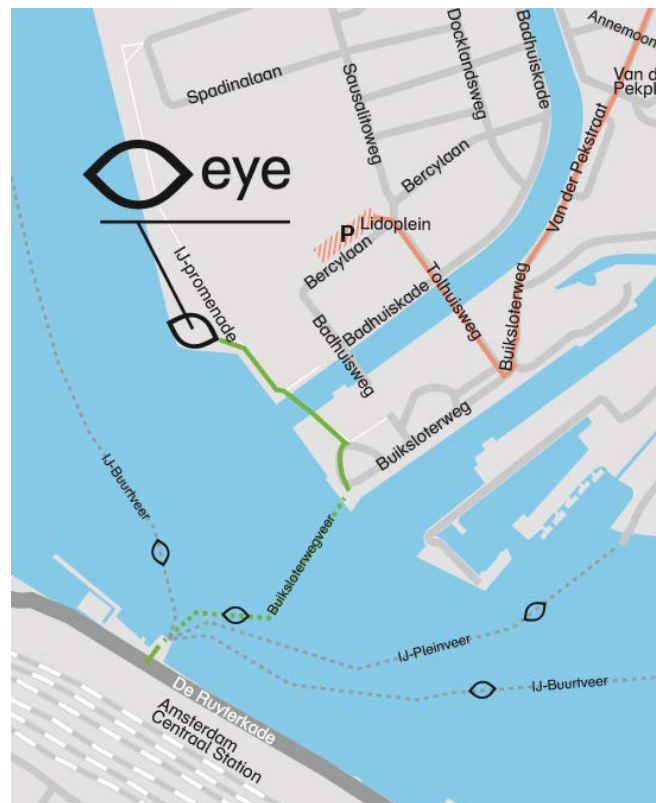 Annemoon
Badhuiskade
Docklandsweg
Sausalitoweg
Spadinalaan
Van d
Pekpl
Van der Pekstraat
eye
Bercylaan
P
Lidoplein
Bercylaan
IJ-promenade
Tolhuisweg
Badhuiskade
Badhuisweg
Buiksloterweg
Buiksloterweg
IJ-Buurtveer
Buiksloterwegveer
IJ-Pleinveer
IJ-Buurtveer
De Ruyterkade
Amsterdam
Centraal Station